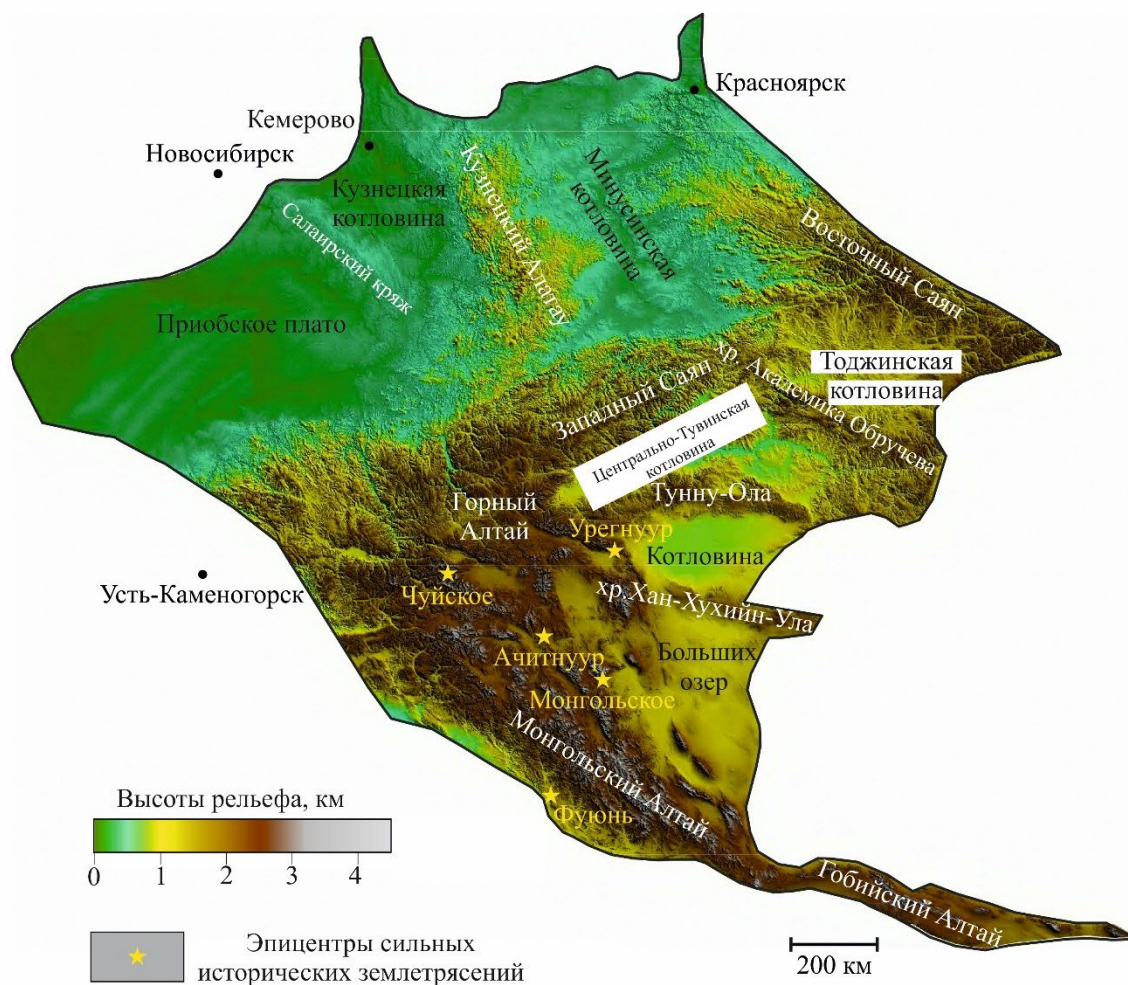 Красноярск
Кемерово
Новосибирск
Кузнецкая
котловина
Кузнецкий Алатау
Минусинская
котловина
Салаирский кряж
Восточный Саян
Приобское плато
Тоджинская
котловина
хр. Академика Обручева
Западный Саян
Центрально-Тувинская
котловина
Тунну-Ола
Горный
Алтай
Урегнуур
Котловина
Чуйское
Усть-Каменогорск
хр.Хан-Хухийн-Ула
Ачитнуур
Больших
озер
Монгольское
Монгольский Алтай
Фуюнь
Высоты рельефа, км
0 1 2 3 4
Гобийский Алтай
Эпицентры сильных
исторических землетрясений
200 км